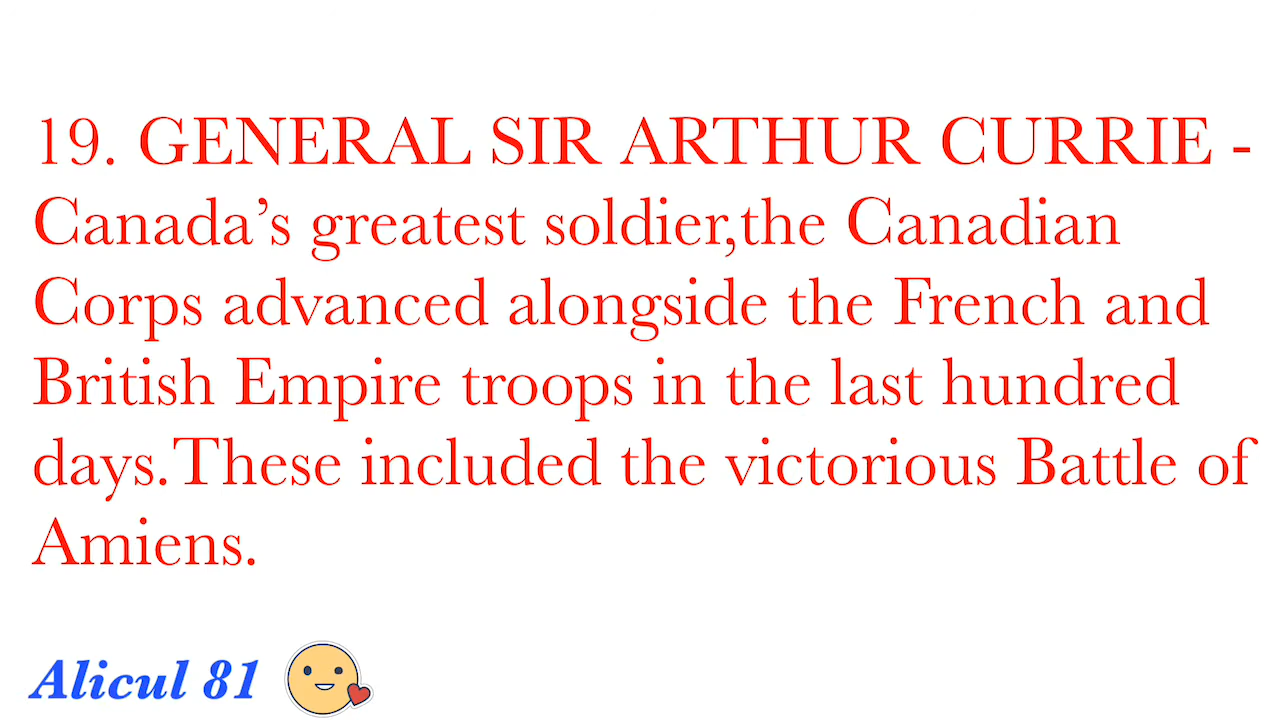 19. GENERAL SIR ARTHUR CURRIE -
Canada’s greatest soldier,the Canadian
Corps advanced alongside the French and
British Empire troops in the last hundred
days.These included the victorious Battle of
Amiens.
Alicul 81